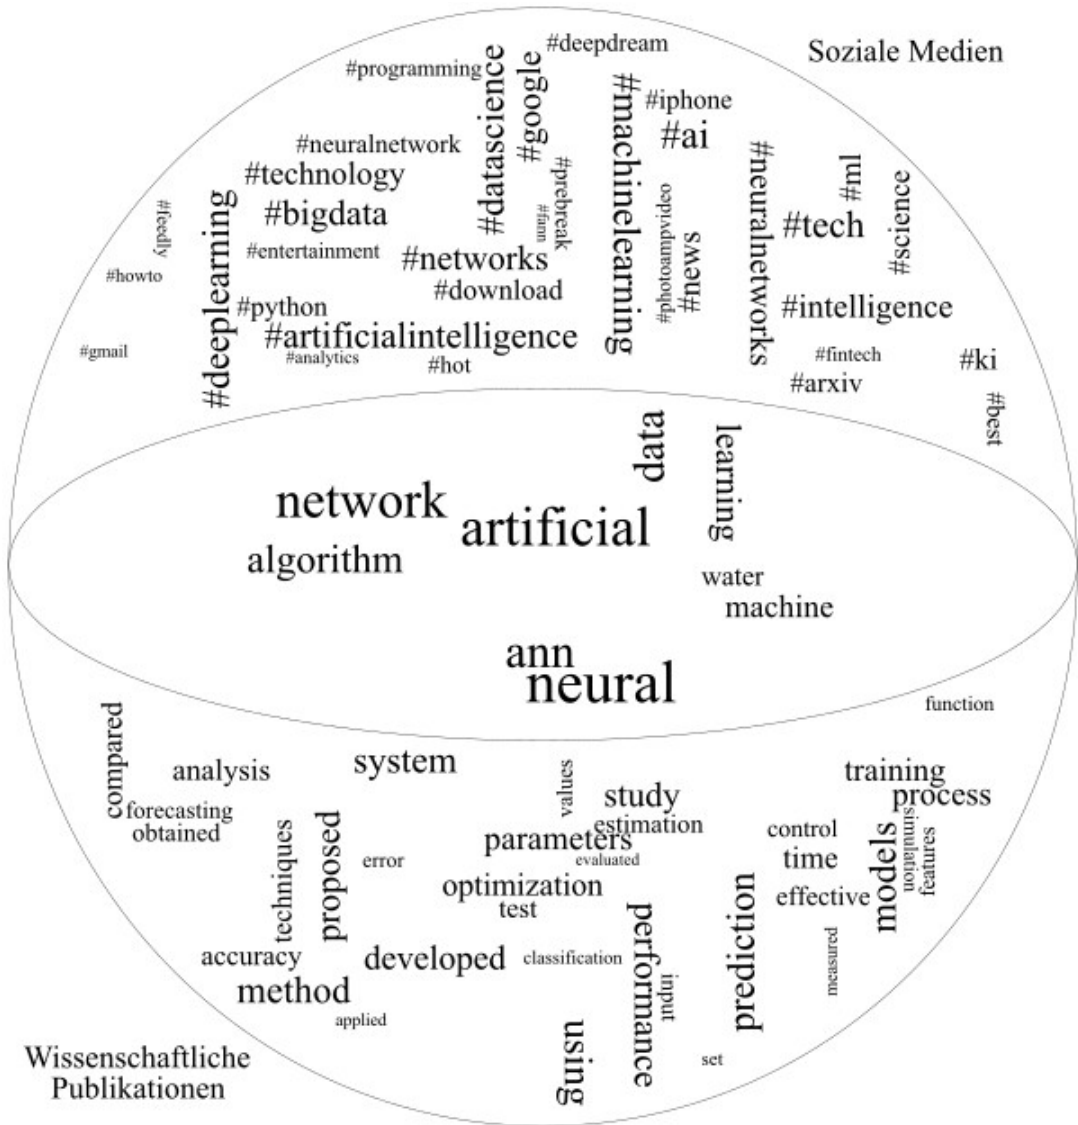 #deepdream
Soziale Medien
#programming
#datascience
#google
#machinelearning
#iphone
#ai
#neuralnetwork
#neuralnetworks
#ml
#technology
#prebreak
#science
#feedly
#deeplearning
#bigdata
#fann
#photoampvideo
#tech
#entertainment
#networks
#news
#howto
#download
#python
#intelligence
#artificialintelligence
#gmail
#analytics
#hot
#fintech
#ki
#arxiv
#best
data
learning
network
artificial
algorithm
water
machine
ann
neural
function
compared
system
analysis
values
training
study
process
forecasting
obtained
estimation
control
simulation
features
techniques
proposed
parameters
models
error
evaluated
time
optimization
effective
test
prediction
performance
accuracy
developed
classification
measured
method
input
applied
using
Wissenschaftliche
Publikationen
set